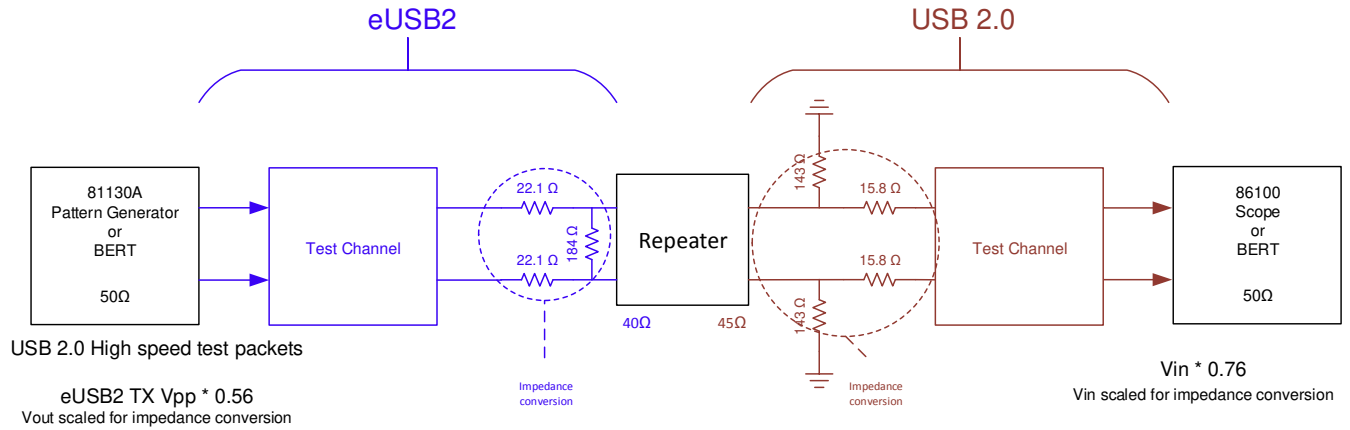 eUSB2
USB 2.0
81130A
Pattern Generator
or
BERT
50Ω
Test Channel
22.1 Ω
184 Ω
22.1 Ω
Repeater
40Ω
45Ω
143 Ω
15.8 Ω
15.8 Ω
143 Ω
Test Channel
86100
Scope
or
BERT
50Ω
USB 2.0 High speed test packets
eUSB2 TX Vpp * 0.56
Vout scaled for impedance conversion
Impedance
conversion
Impedance
conversion
Vin * 0.76
Vin scaled for impedance conversion